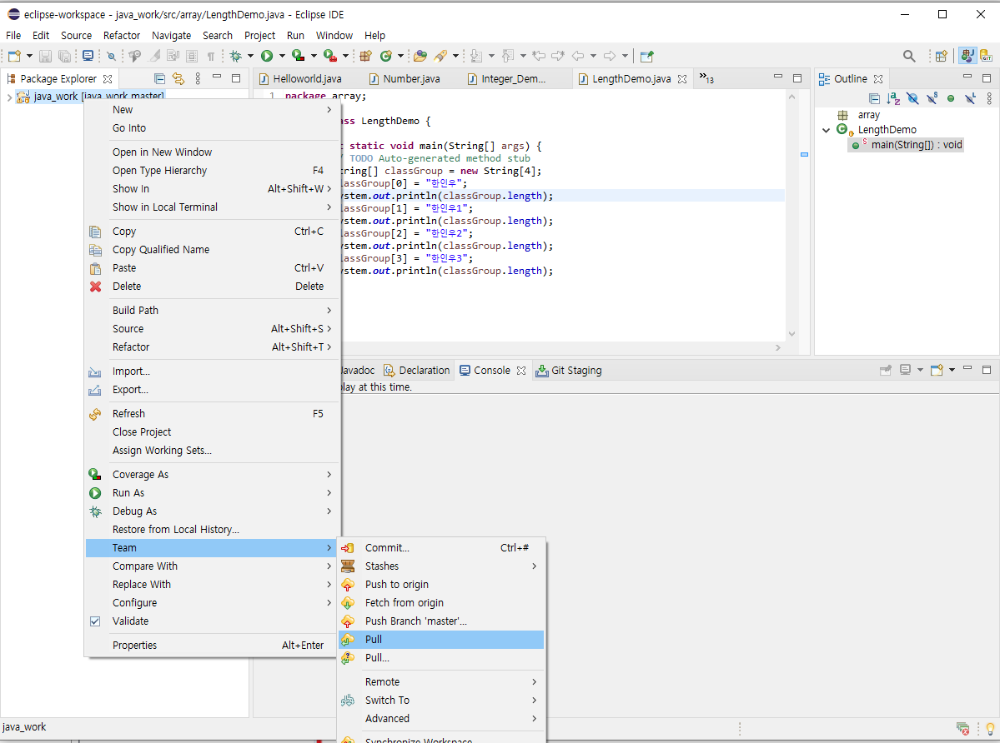 eclipse-workspace - java_work/src/array/LengthDemo.java - Eclipse IDE
File Edit Source Refactor Navigate Search Project Run Window Help
Package Explorer
java_work [java_work master]
Helloworld.java Number.java Integer_Dem... LengthDemo.java »13
1 package array;
ass LengthDemo {
static void main(String[] args) {
TODO Auto-generated method stub
ring[] classGroup = new String[4];
lassGroup[0] = "한인우";
ystem.out.println(classGroup.length);
lassGroup[1] = "한인우1";
ystem.out.println(classGroup.length);
lassGroup[2] = "한인우2";
ystem.out.println(classGroup.length);
lassGroup[3] = "한인우3";
ystem.out.println(classGroup.length);
Outline
array
LengthDemo
main(String[]) : void
New
Go Into
Open in New Window
Open Type Hierarchy F4
Show In Alt+Shift+W
Show in Local Terminal
Copy Ctrl+C
Copy Qualified Name
Paste Ctrl+V
Delete Delete
Build Path
Source Alt+Shift+S
Refactor Alt+Shift+T
Import...
Export...
Refresh F5
Close Project
Assign Working Sets...
Coverage As
Run As
Debug As
Restore from Local History...
Team
Compare With
Replace With
Configure
Validate
Properties Alt+Enter
Javadoc Declaration Console Git Staging
play at this time.
Commit... Ctrl+#
Stashes
Push to origin
Fetch from origin
Push Branch 'master'...
Pull
Pull...
Remote
Switch To
Advanced
Synchronize Workspace
java_work